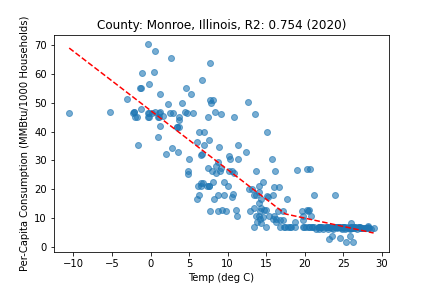 County: Monroe, Illinois, R2: 0.754 (2020)
Per-Capita Consumption (MMBtu/1000 Households)
70
60
50
40
30
20
10
0
−10 −5 0 5 10 15 20 25 30
Temp (deg C)